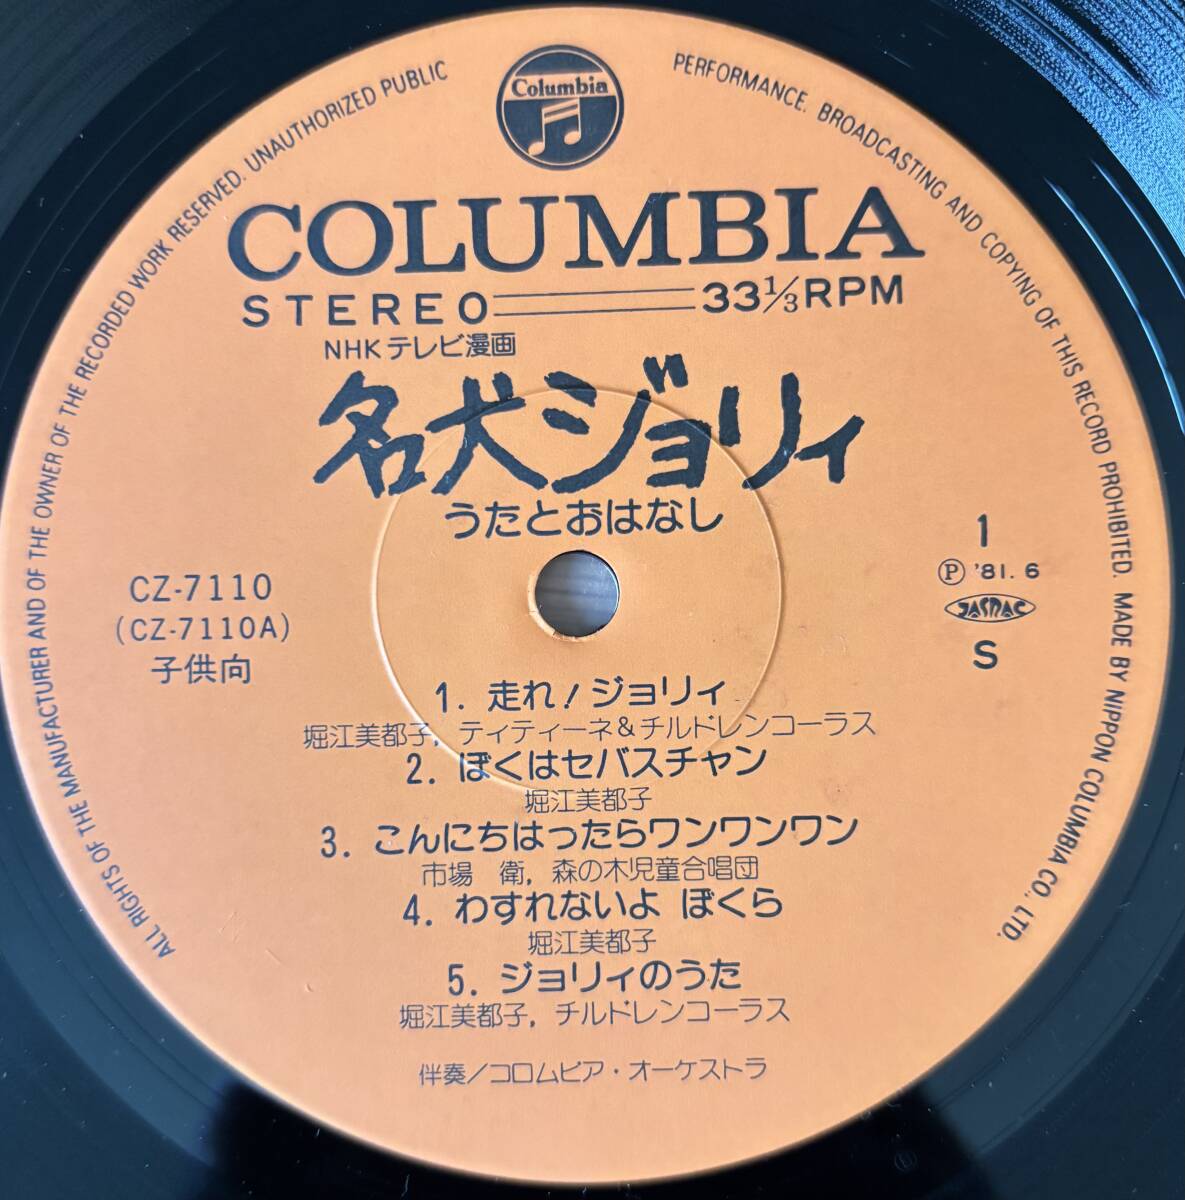 Columbia
ALL RIGHTS OF THE MANUFACTURER AND OF THE OWNER OF THE RECORDED WORK RESERVED. UNAUTHORIZED PUBLIC PERFORMANCE. BROADCASTING AND COPYING OF THIS RECORD PROHIBITED. MADE BY NIPPON COLUMBIA CO., LTD.
COLUMBIA
STEREO 33⅓RPM
NHKテレビ漫画
名犬ジョリィ
うたとおはなし
CZ-7110
(CZ-7110A)
子供向
1
Ⓟ '81.6
JASRAC
S
1. 走れ！ジョリィ
堀江美都子, ティティーネ&チルドレンコーラス
2. ぼくはセバスチャン
堀江美都子
3. こんにちはったらワンワンワン
市場 衛, 森の木児童合唱団
4. わすれないよ ぼくら
堀江美都子
5. ジョリィのうた
堀江美都子, チルドレンコーラス
伴奏/コロムビア・オーケストラ